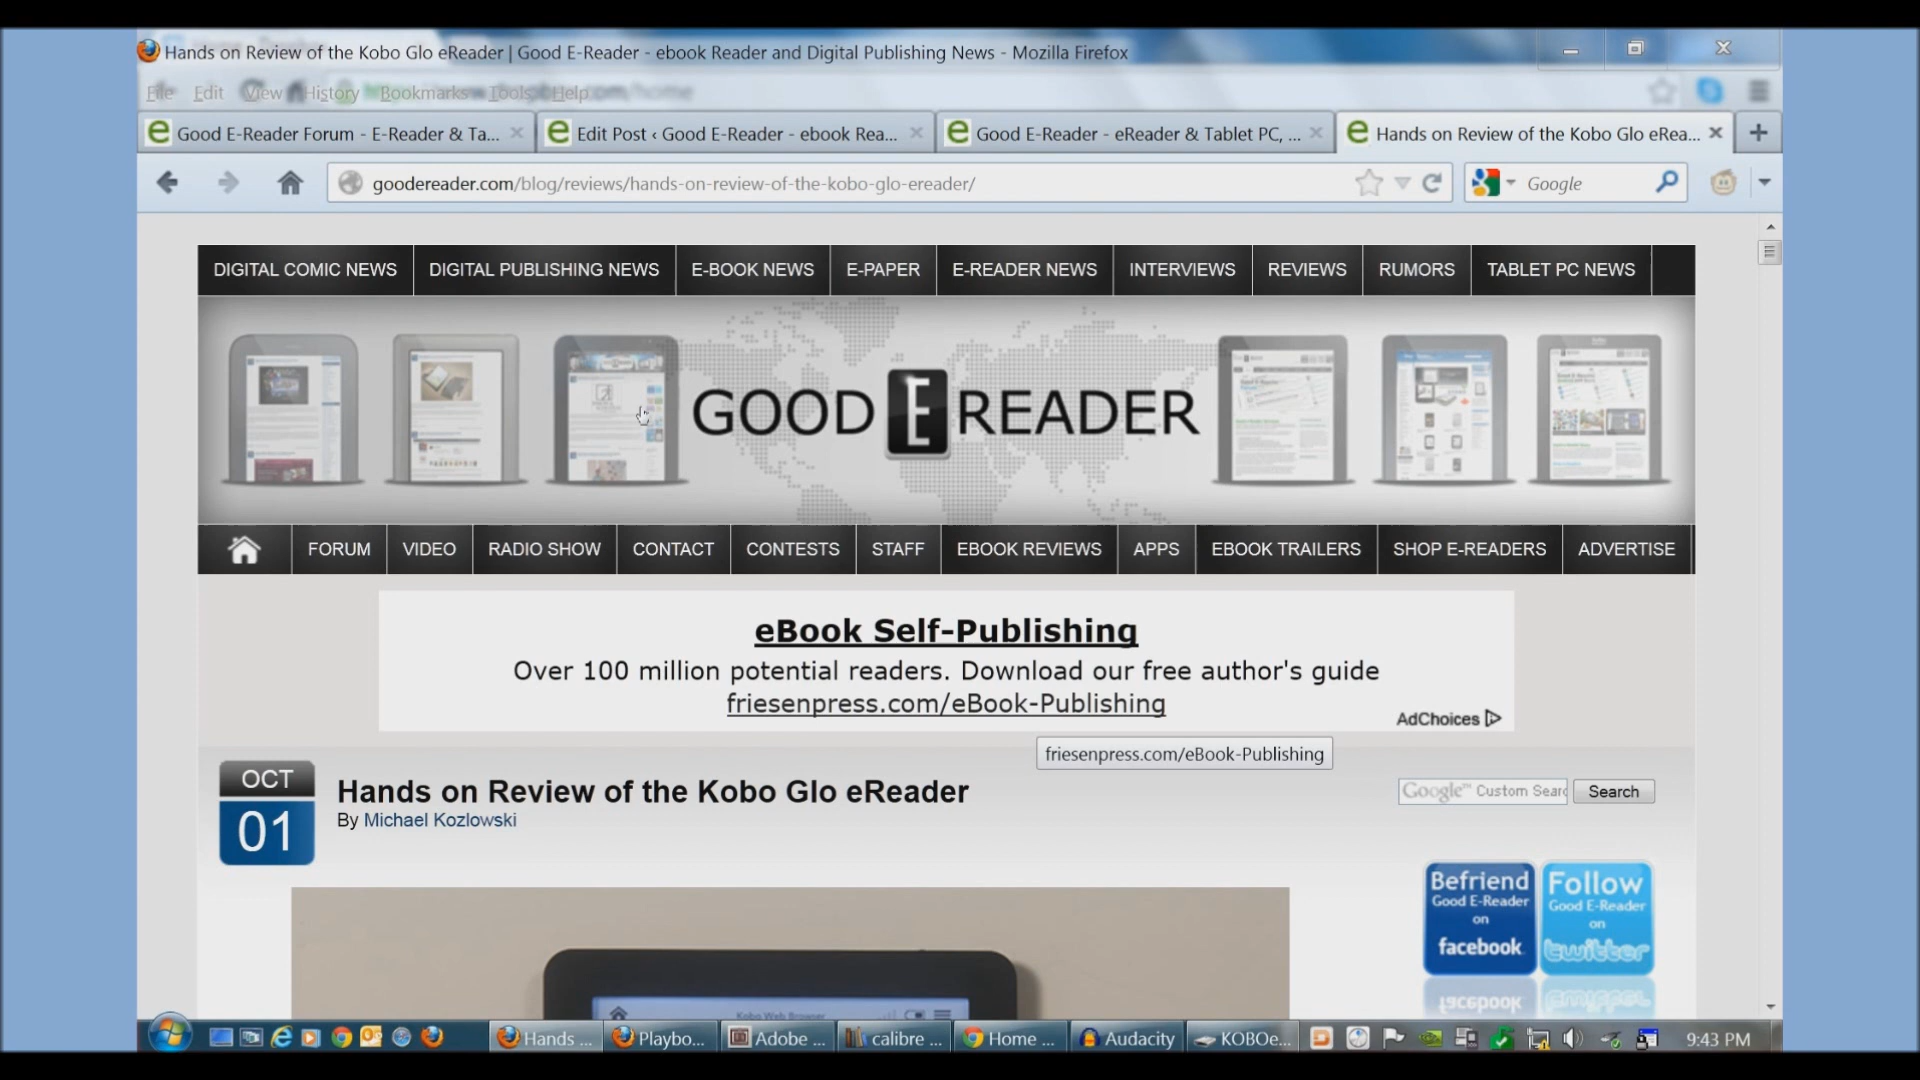 Hands on Review of the Kobo Glo eReader | Good E-Reader - ebook Reader and Digital Publishing News - Mozilla Firefox
File Edit View History Bookmarks Tools Help
Good E-Reader Forum - E-Reader & Ta...
Edit Post ‹ Good E-Reader - ebook Rea...
Good E-Reader - eReader & Tablet PC, ...
Hands on Review of the Kobo Glo eRea...
goodereader.com/blog/reviews/hands-on-review-of-the-kobo-glo-ereader/
Google
DIGITAL COMIC NEWS DIGITAL PUBLISHING NEWS E-BOOK NEWS E-PAPER E-READER NEWS INTERVIEWS REVIEWS RUMORS TABLET PC NEWS
GOOD E READER
FORUM VIDEO RADIO SHOW CONTACT CONTESTS STAFF EBOOK REVIEWS APPS EBOOK TRAILERS SHOP E-READERS ADVERTISE
eBook Self-Publishing
Over 100 million potential readers. Download our free author's guide
friesenpress.com/eBook-Publishing
AdChoices
friesenpress.com/eBook-Publishing
OCT
01
Hands on Review of the Kobo Glo eReader
By Michael Kozlowski
Google™ Custom Searc
Search
Befriend
Good E-Reader
on
facebook
Follow
Good E-Reader
on
twitter
Kobo Web Browser
Hands ...
Playbo...
Adobe ...
calibre ...
Home ...
Audacity
KOBOe...
9:43 PM